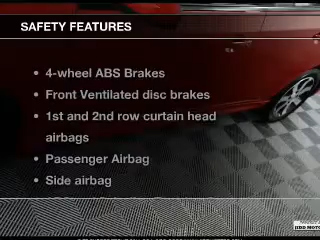 SAFETY FEATURES
• 4-wheel ABS Brakes
• Front Ventilated disc brakes
• 1st and 2nd row curtain head
airbags
• Passenger Airbag
• Side airbag